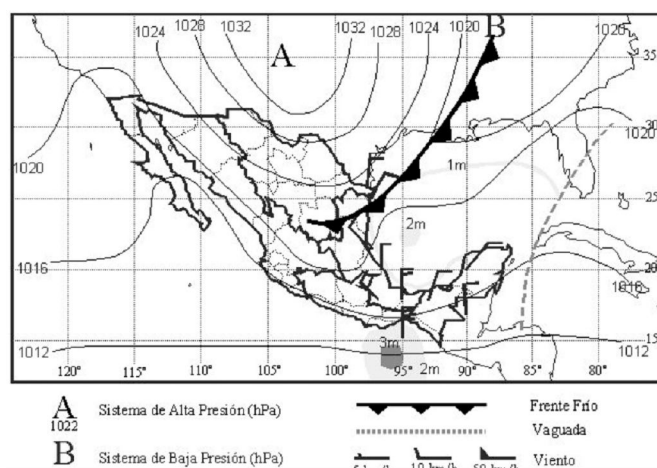 1024 1028 1032 A 1032 1028 1024 1020 B 1020
35
30
1020
1020
1m
25
2m
20
1016
1016
15
1012
3m
2m
1012
120° 115° 110° 105° 100° 95° 90° 85° 80°
A Sistema de Alta Presión (hPa) Frente Frío
1022
Vaguada
B Sistema de Baja Presión (hPa) Viento